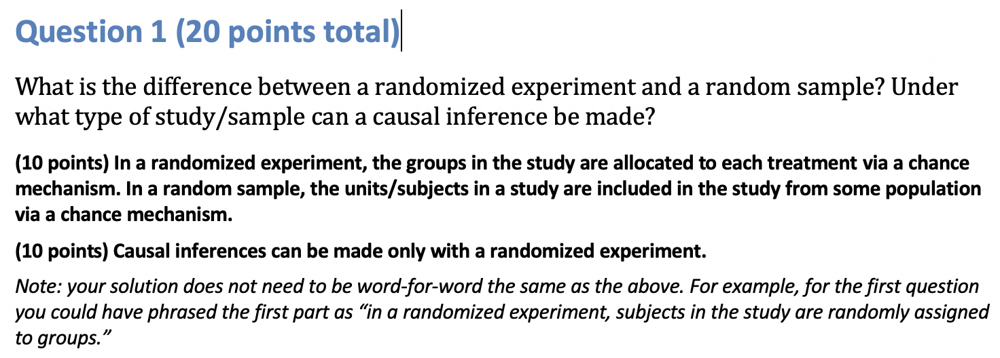 Question 1 (20 points total)
What is the difference between a randomized experiment and a random sample? Under
what type of study/sample can a causal inference be made?
(10 points) In a randomized experiment, the groups in the study are allocated to each treatment via a chance
mechanism. In a random sample, the units/subjects in a study are included in the study from some population
via a chance mechanism.
(10 points) Causal inferences can be made only with a randomized experiment.
Note: your solution does not need to be word-for-word the same as the above. For example, for the first question
you could have phrased the first part as “in a randomized experiment, subjects in the study are randomly assigned
to groups.”